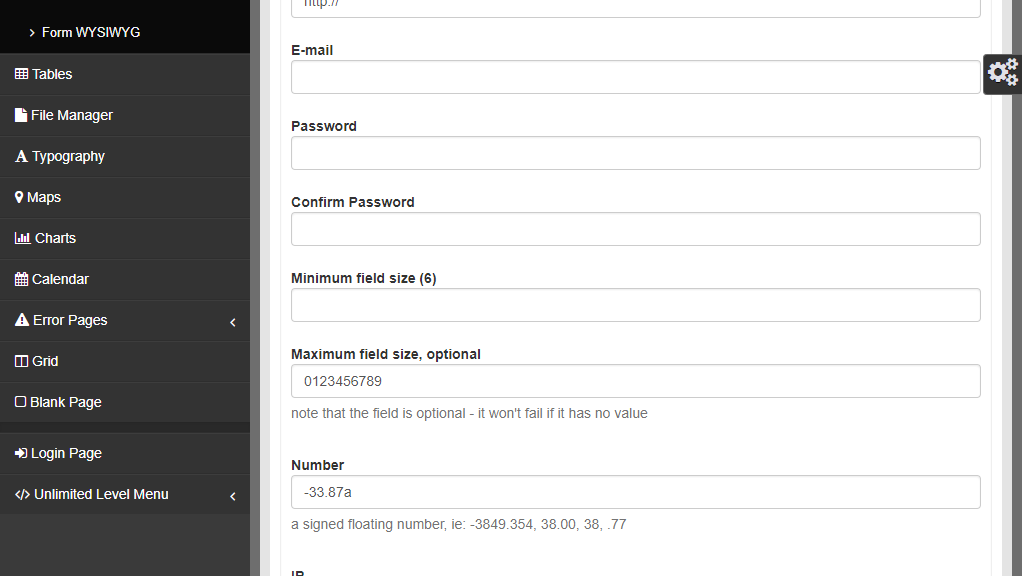 Form WYSIWYG
Tables
File Manager
Typography
Maps
Charts
Calendar
Error Pages
Grid
Blank Page
Login Page
Unlimited Level Menu
http://
E-mail
Password
Confirm Password
Minimum field size (6)
Maximum field size, optional
0123456789
note that the field is optional - it won't fail if it has no value
Number
-33.87a
a signed floating number, ie: -3849.354, 38.00, 38, .77
IP